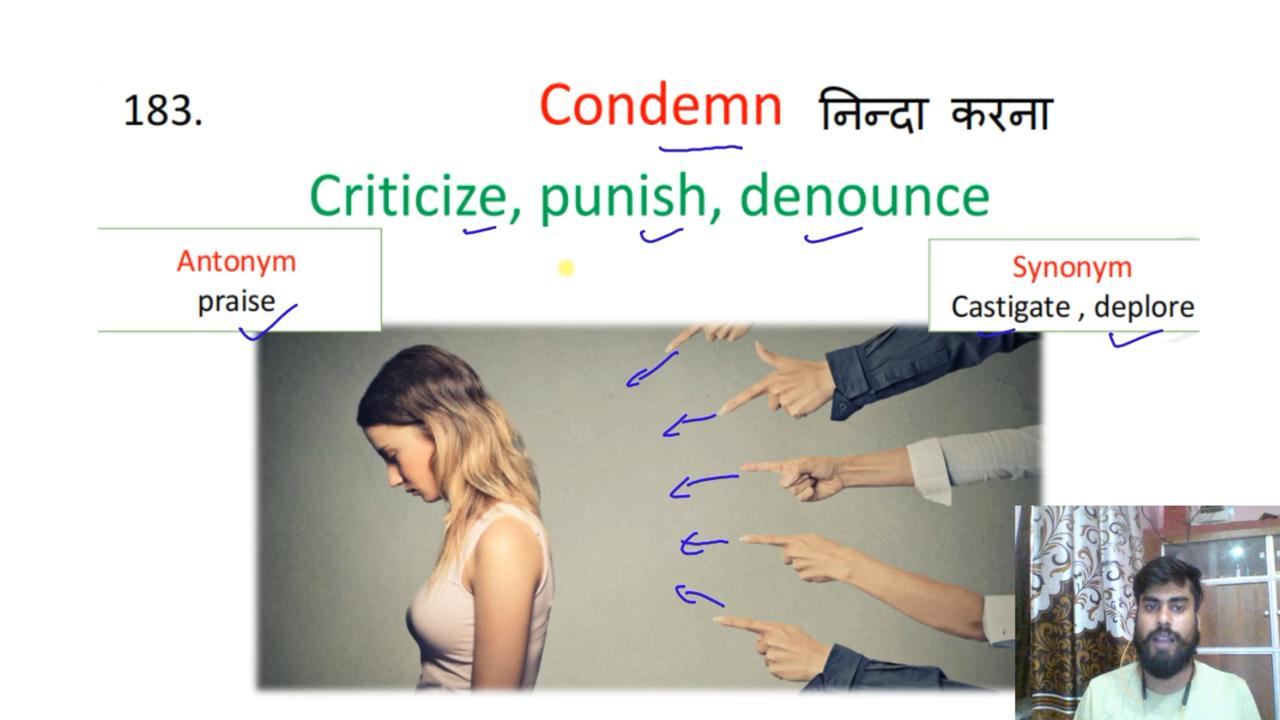 183.
Condemn निन्दा करना
Criticize, punish, denounce
Antonym
praise
Synonym
Castigate , deplore